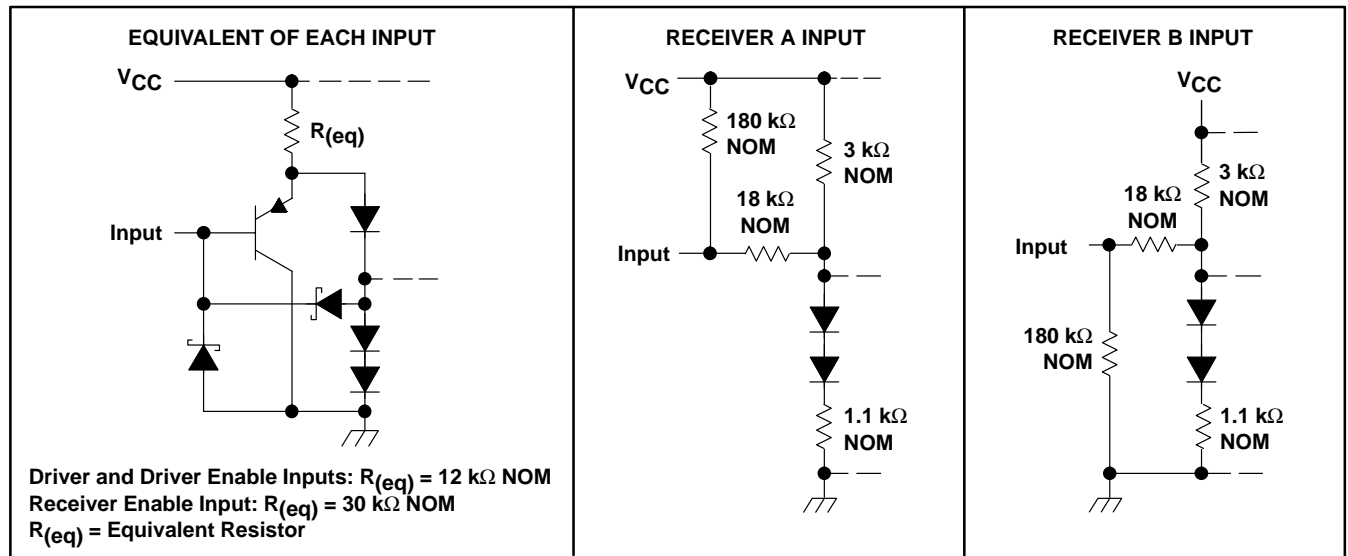 EQUIVALENT OF EACH INPUT
VCC
R(eq)
Input
Driver and Driver Enable Inputs: R(eq) = 12 kΩ NOM
Receiver Enable Input: R(eq) = 30 kΩ NOM
R(eq) = Equivalent Resistor
RECEIVER A INPUT
VCC
180 kΩ
NOM
3 kΩ
NOM
18 kΩ
NOM
Input
1.1 kΩ
NOM
RECEIVER B INPUT
VCC
3 kΩ
NOM
18 kΩ
NOM
Input
180 kΩ
NOM
1.1 kΩ
NOM